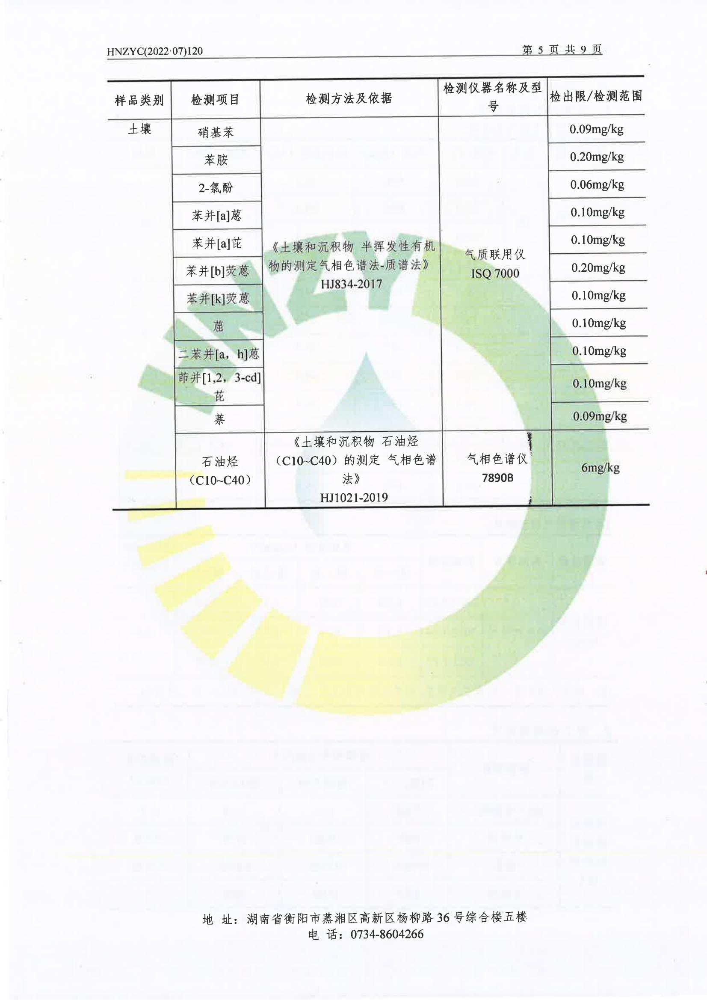 HNZYC(2022·07)120
第 5 页 共 9 页
样品类别
检测项目
检测方法及依据
检测仪器名称及型
号
检出限/检测范围
土壤
硝基苯
0.09mg/kg
苯胺
0.20mg/kg
2-氯酚
0.06mg/kg
苯并[a]蒽
0.10mg/kg
苯并[a]芘
0.10mg/kg
《土壤和沉积物 半挥发性有机
物的测定气相色谱法-质谱法》
HJ834-2017
气质联用仪
ISQ 7000
苯并[b]荧蒽
0.20mg/kg
苯并[k]荧蒽
0.10mg/kg
䓛
0.10mg/kg
二苯并[a，h]蒽
0.10mg/kg
茚并[1,2，3-cd]
芘
0.10mg/kg
萘
0.09mg/kg
石油烃
（C10~C40）
《土壤和沉积物 石油烃
（C10~C40）的测定 气相色谱
法》
HJ1021-2019
气相色谱仪
7890B
6mg/kg
HNZY
地 址：湖南省衡阳市蒸湘区高新区杨柳路 36 号综合楼五楼
电 话：0734-8604266